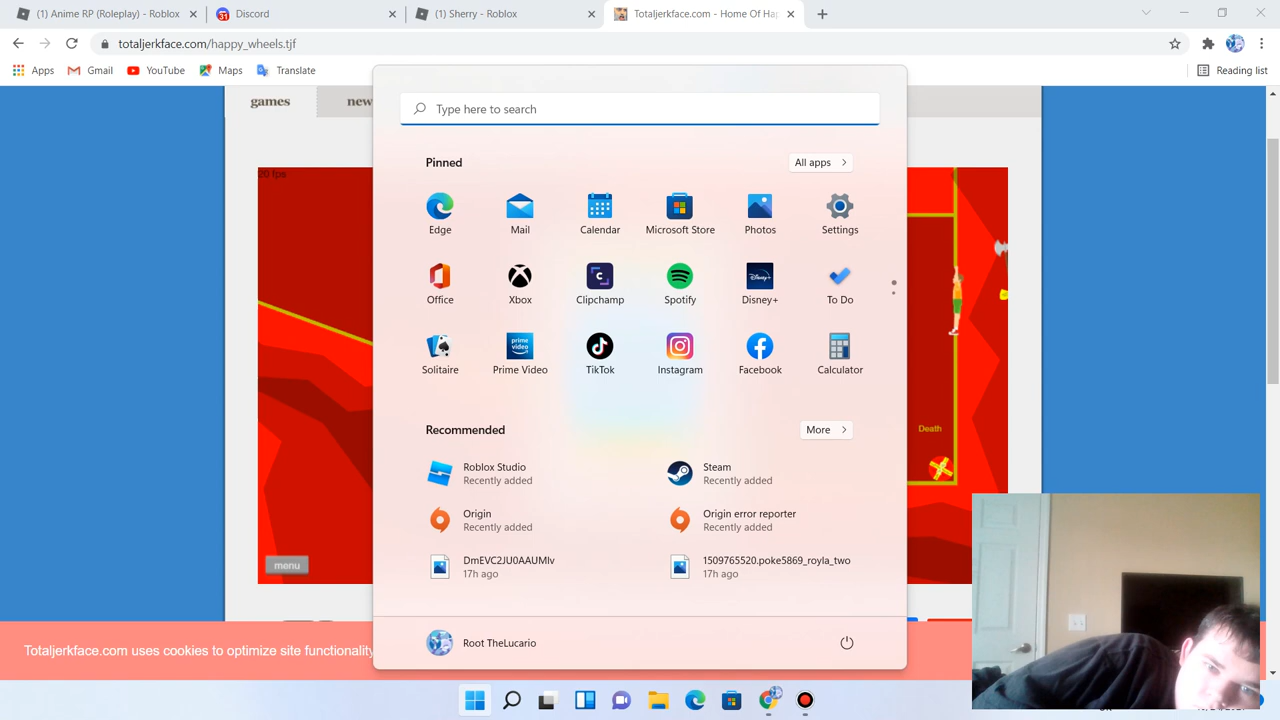 (1) Anime RP (Roleplay) - Roblox
Discord
(1) Sherry - Roblox
Totaljerkface.com - Home Of Ha
totaljerkface.com/happy_wheels.tjf
Apps
Gmail
YouTube
Maps
Translate
Reading list
games
new
20 fps
Death
menu
Type here to search
Pinned
All apps
Edge
Mail
Calendar
Microsoft Store
Photos
Settings
Office
Xbox
Clipchamp
Spotify
Disney+
To Do
Solitaire
Prime Video
TikTok
Instagram
Facebook
Calculator
Recommended
More
Roblox Studio
Recently added
Steam
Recently added
Origin
Recently added
Origin error reporter
Recently added
DmEVC2JU0AAUMIv
17h ago
1509765520.poke5869_royla_two
17h ago
Root TheLucario
Totaljerkface.com uses cookies to optimize site functionality